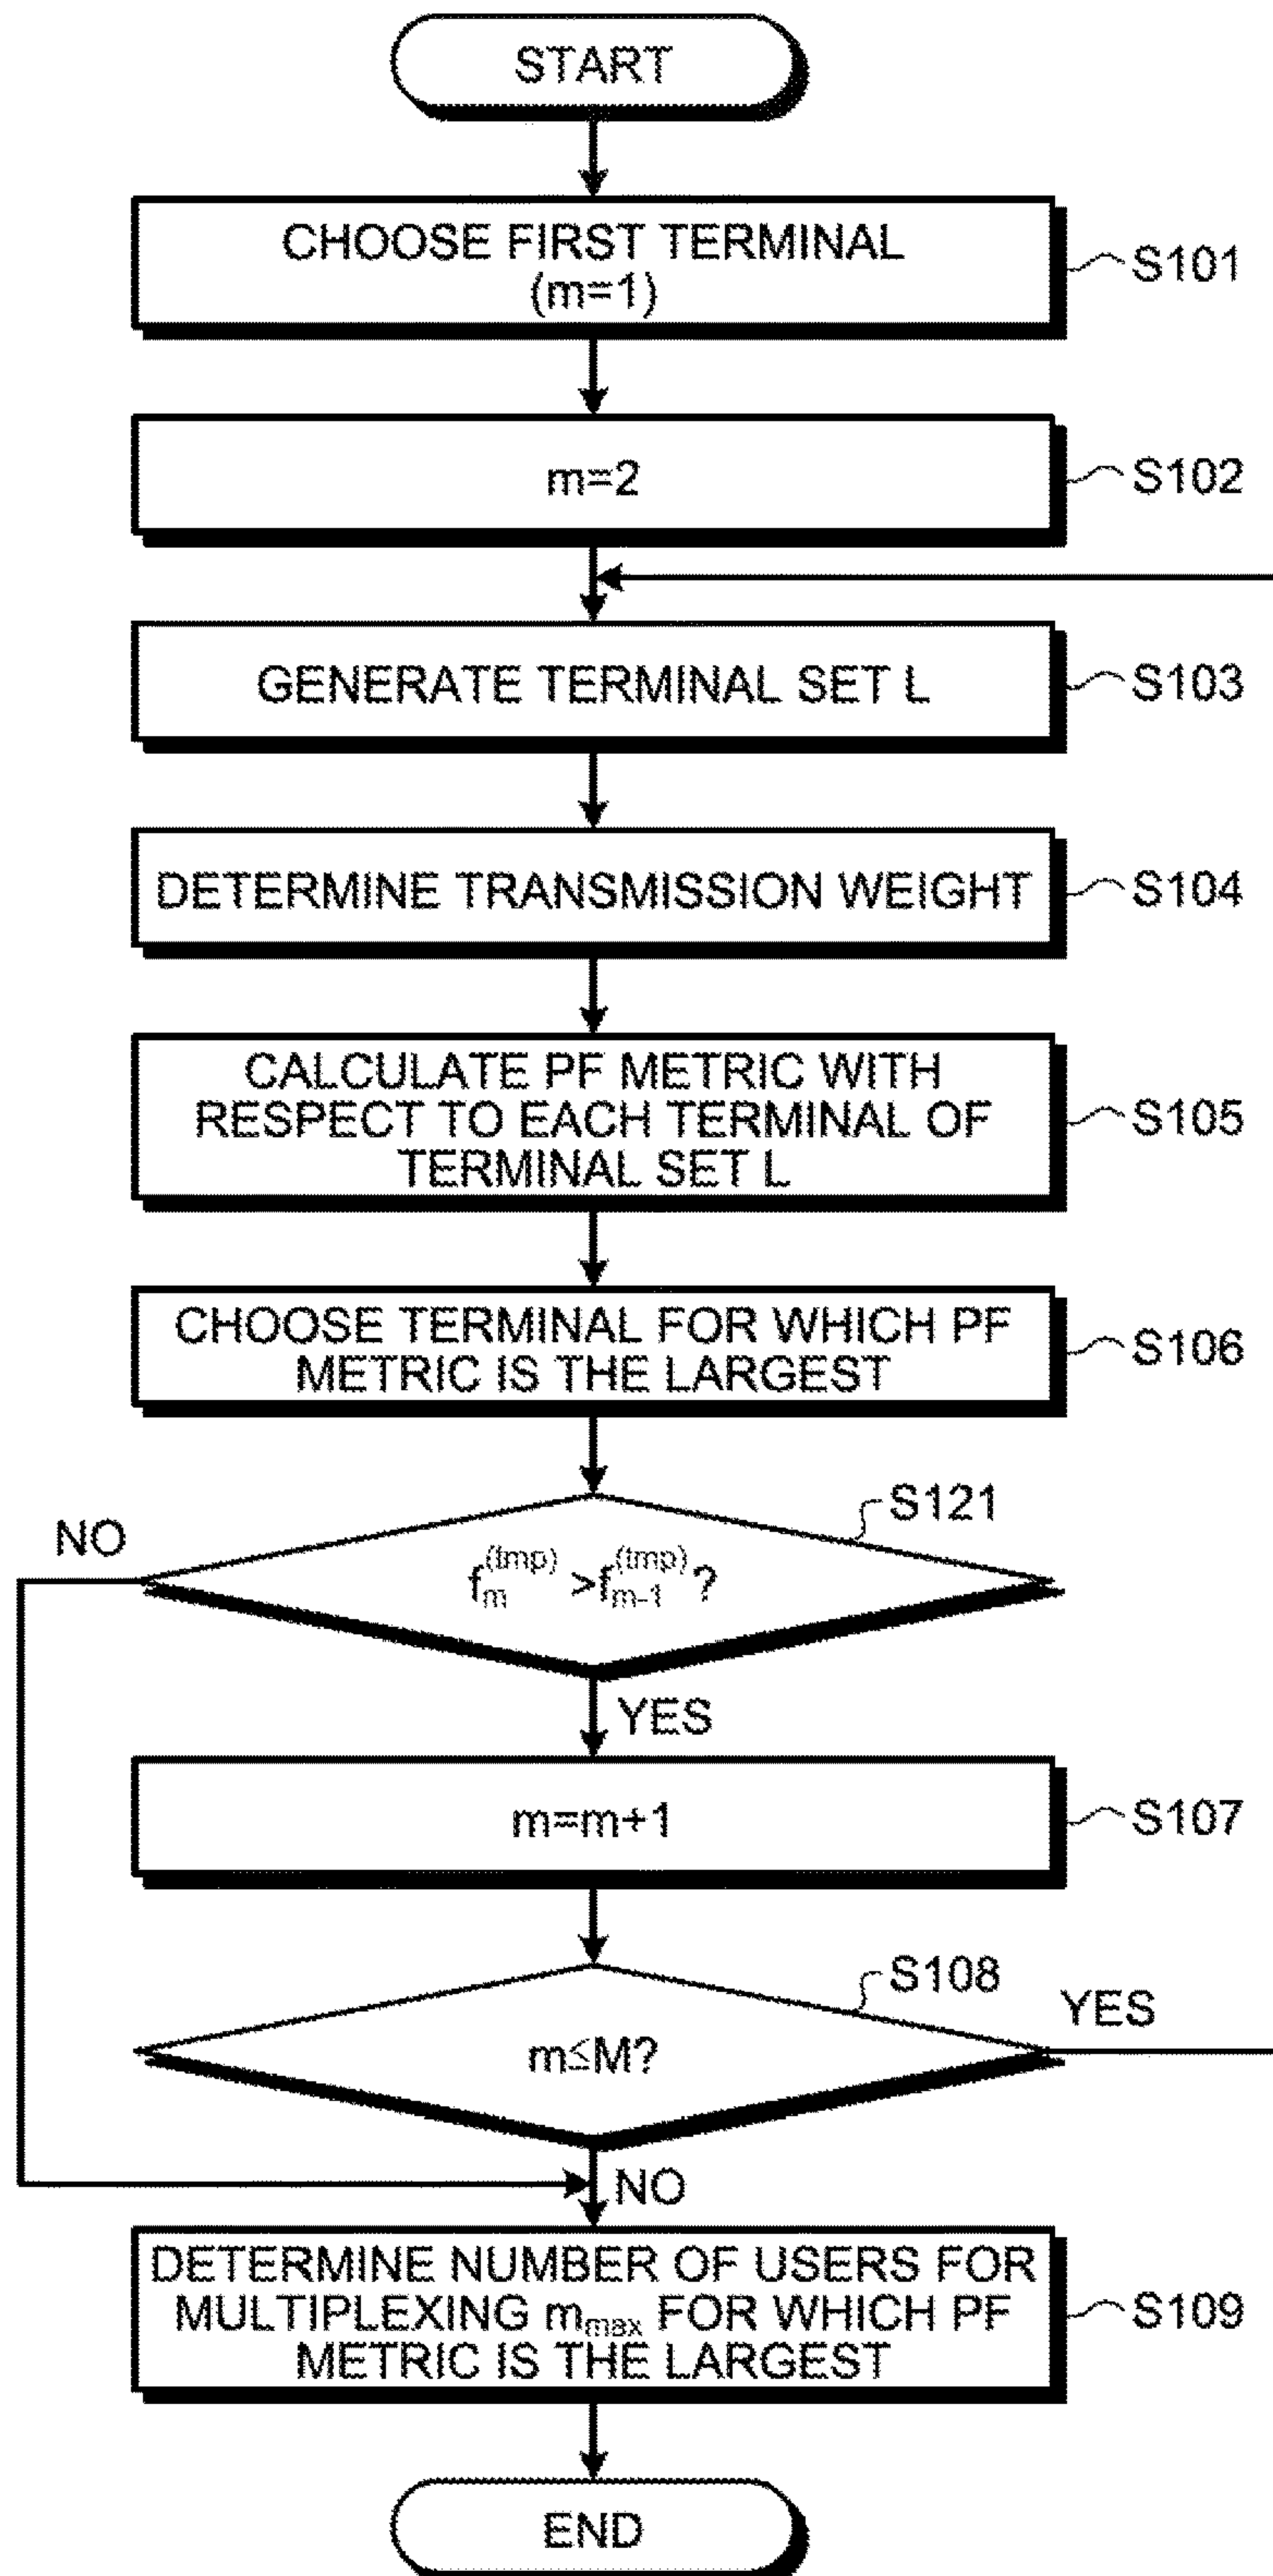 START
CHOOSE FIRST TERMINAL
(m=1)
S101
m=2
S102
GENERATE TERMINAL SET L
S103
DETERMINE TRANSMISSION WEIGHT
S104
CALCULATE PF METRIC WITH
RESPECT TO EACH TERMINAL OF
TERMINAL SET L
S105
CHOOSE TERMINAL FOR WHICH PF
METRIC IS THE LARGEST
S106
S121
NO
f_m^(tmp) >f_m-1^(tmp) ?
YES
m=m+1
S107
S108
YES
m≤M?
NO
DETERMINE NUMBER OF USERS FOR
MULTIPLEXING m_max FOR WHICH PF
METRIC IS THE LARGEST
S109
END